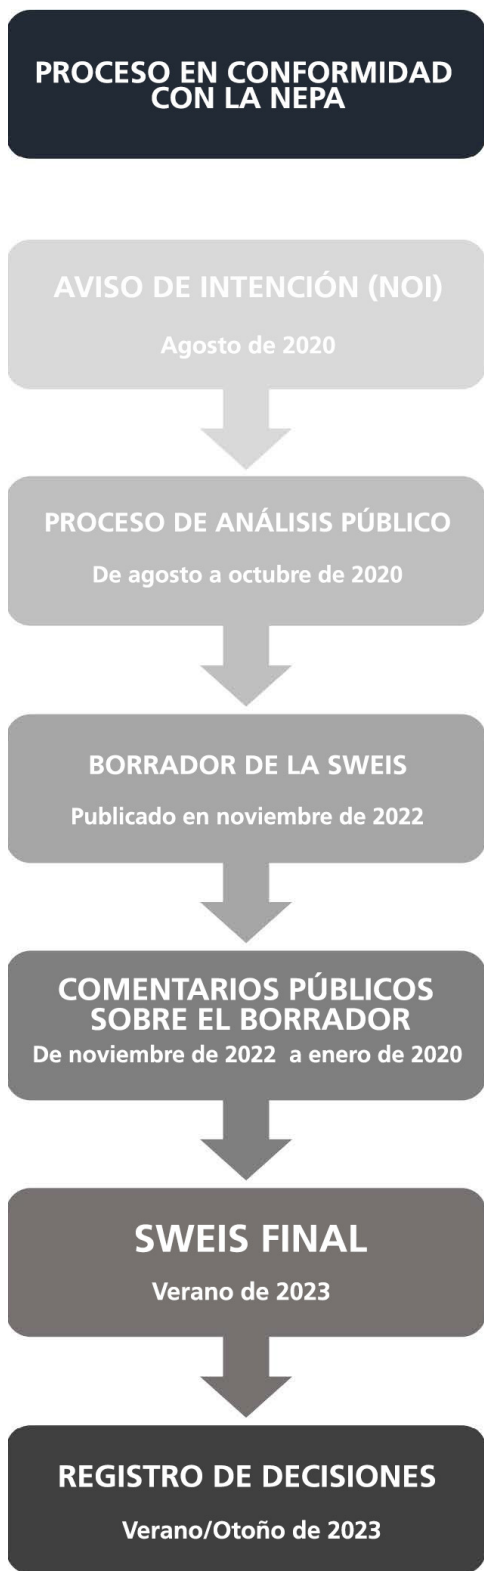 PROCESO EN CONFORMIDAD
CON LA NEPA
AVISO DE INTENCIÓN (NOI)
Agosto de 2020
PROCESO DE ANÁLISIS PÚBLICO
De agosto a octubre de 2020
BORRADOR DE LA SWEIS
Publicado en noviembre de 2022
COMENTARIOS PÚBLICOS
SOBRE EL BORRADOR
De noviembre de 2022 a enero de 2020
SWEIS FINAL
Verano de 2023
REGISTRO DE DECISIONES
Verano/Otoño de 2023